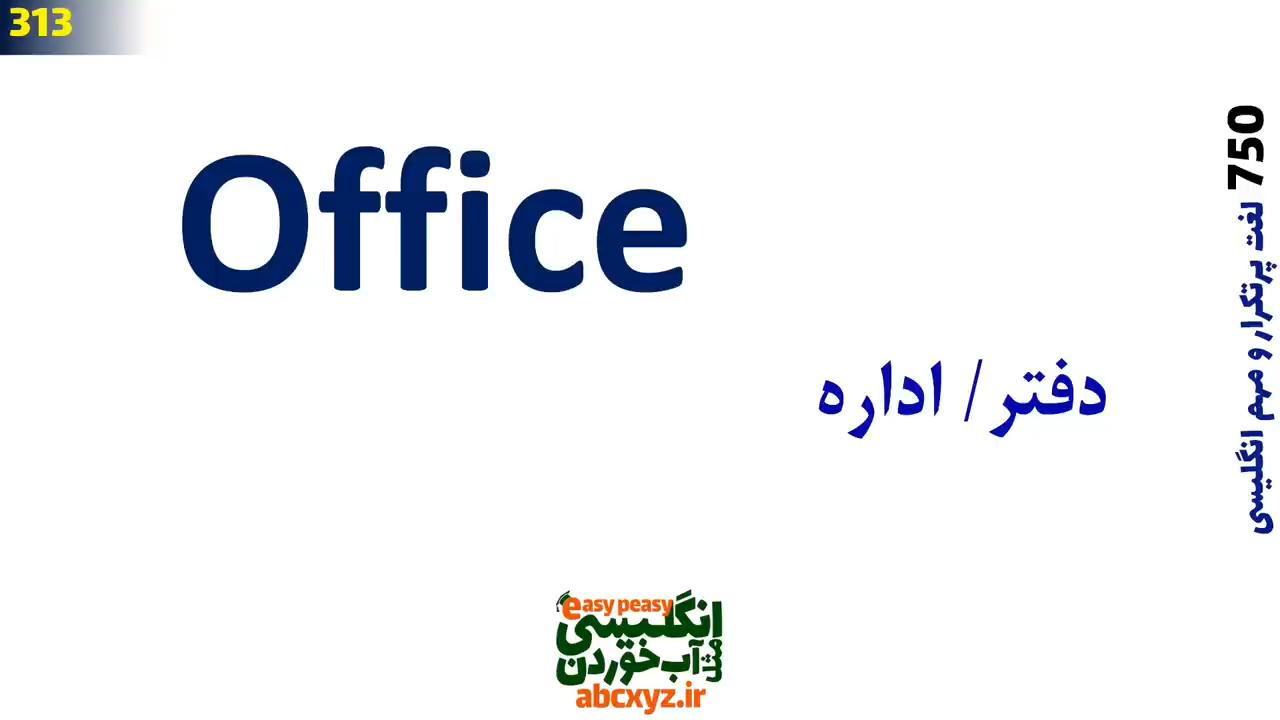 313
Office
دفتر / اداره
750 لغت پرتکرار و مهم انگلیسی
easy peasy
انگلیسی
مثل آب خوردن
abcxyz.ir